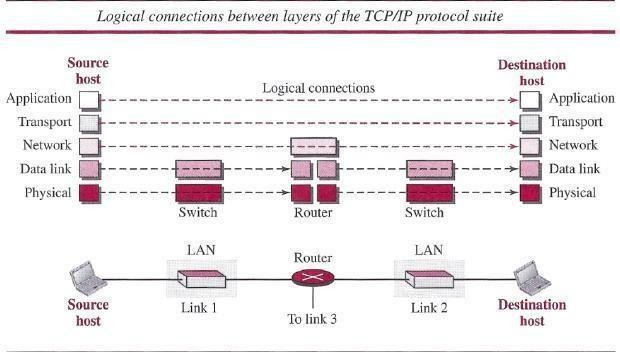 Logical connections between layers of the TCP/IP protocol suite
Source
host
Destination
host
Logical connections
Application
Application
Transport
Transport
Network
Network
Data link
Data link
Physical
Physical
Switch
Router
Switch
LAN
Router
LAN
Source
host
Link 1
To link 3
Link 2
Destination
host